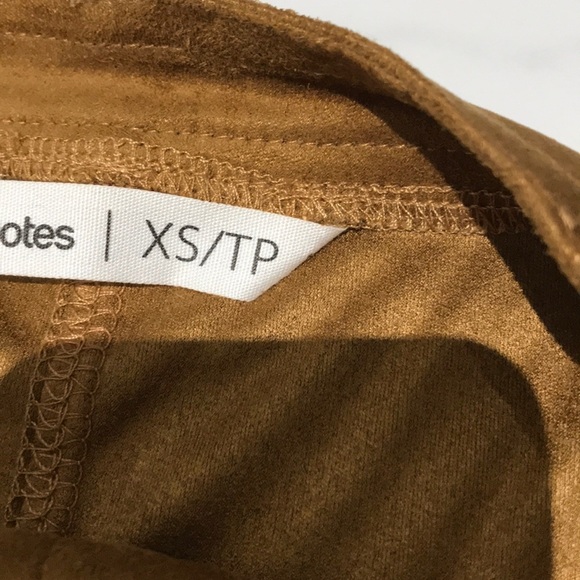 otes | XS/TP